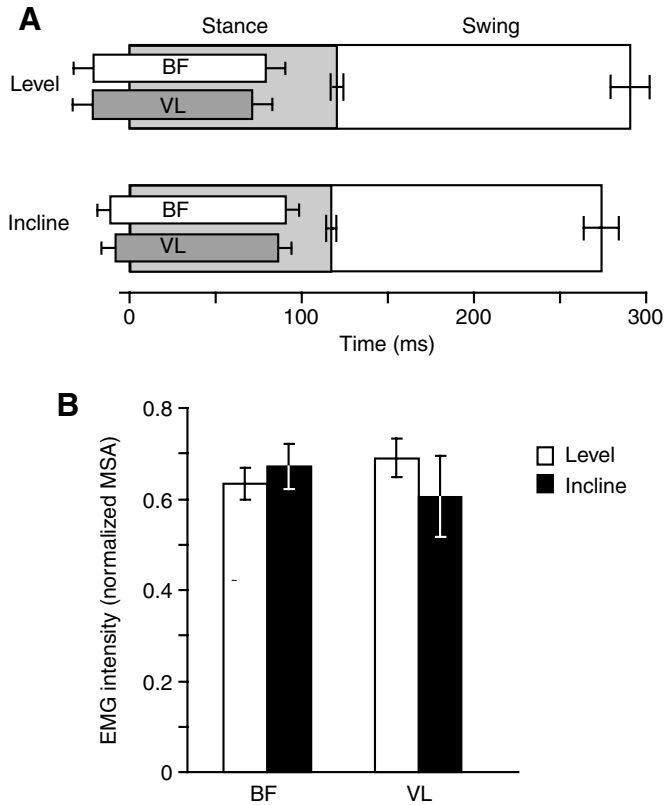 A
Stance Swing
Level
BF
VL
Incline
BF
VL
0 100 200 300
Time (ms)
B
EMG intensity (normalized MSA)
0.8
0.6
0.4
0.2
0
BF VL
Level
Incline